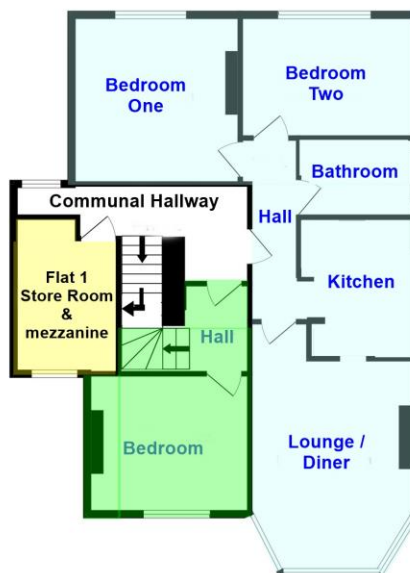 Bedroom
One
Bedroom
Two
Bathroom
Communal Hallway
Hall
Flat 1
Store Room
&
mezzanine
Kitchen
Hall
Bedroom
Lounge /
Diner